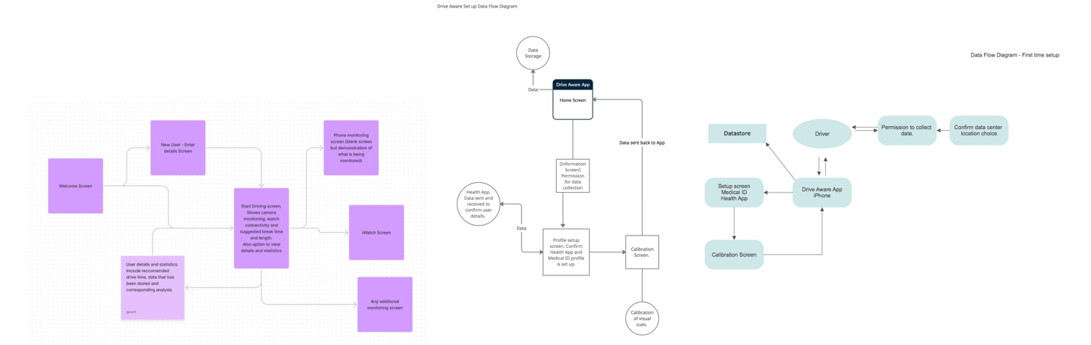 Drive Aware Set up Data Flow Diagram
Welcome Screen
New User - Enter
details Screen
Phone monitoring
screen (blank screen
but demonstration of
what is being
monitored)
Start Driving screen,
Shows camera
monitoring, watch
connectivity and
suggested break time
and length.
Also option to view
details and statistics
iWatch Screen
User details and statistics.
Include reccomended
drive time, data that has
been stored and
corresponding analysis
Any additional
monitoring screen
Data
Storage
Data
Drive Aware App
Home Screen
Data sent back to App
(Information
Screen)
Permission
for data
collection
Health App,
Data sent and
received to
confirm user
details.
Data
Profile setup
screen, Confirm
Health App and
Medical ID profile
is set up.
Calibration
Screen.
Calibration
of visual
cues.
Data Flow Diagram - First time setup
Datastore
Driver
Permission to collect
data.
Confirm data center
location choice
Setup screen
Medical ID
Health App
Drive Aware App
iPhone
Calibration Screen